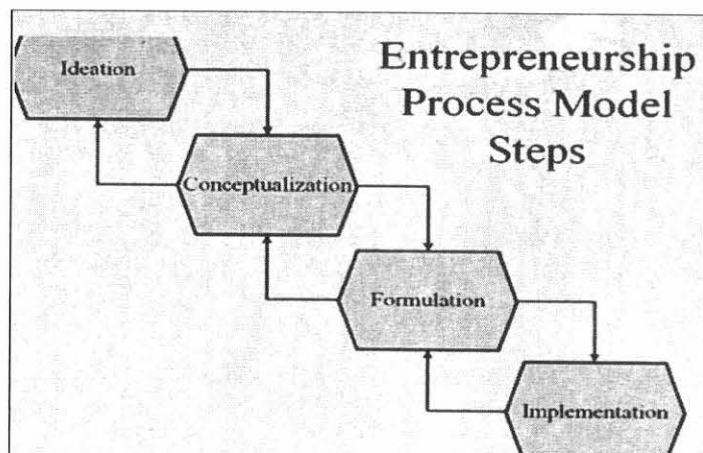 Entrepreneurship
Process Model
Steps
Ideation
Conceptualization
Formulation
Implementation